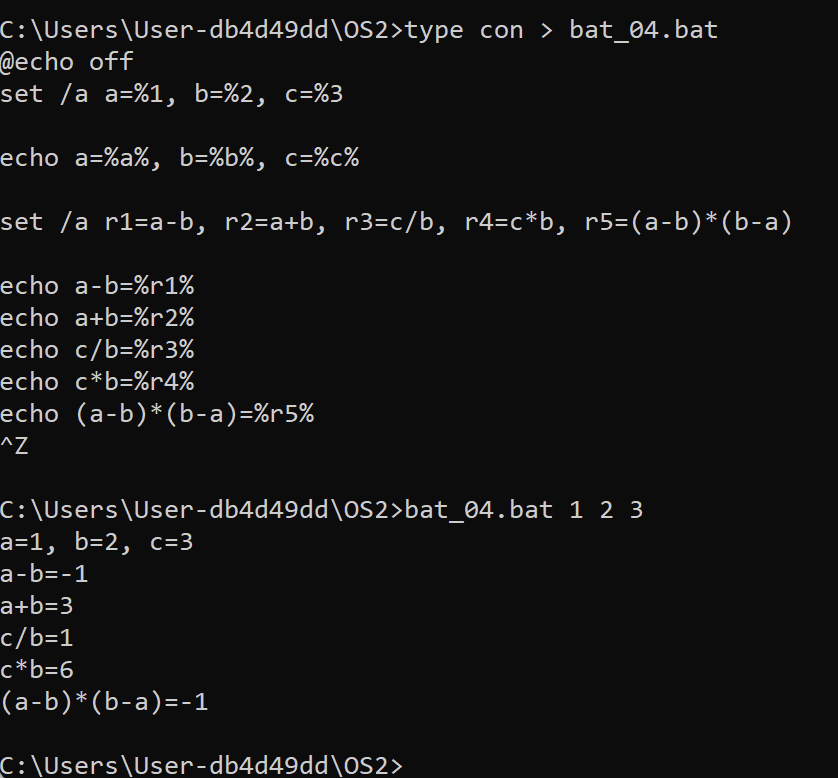 C:\Users\User-db4d49dd\OS2>type con > bat_04.bat
@echo off
set /a a=%1, b=%2, c=%3
echo a=%a%, b=%b%, c=%c%
set /a r1=a-b, r2=a+b, r3=c/b, r4=c*b, r5=(a-b)*(b-a)
echo a-b=%r1%
echo a+b=%r2%
echo c/b=%r3%
echo c*b=%r4%
echo (a-b)*(b-a)=%r5%
^Z
C:\Users\User-db4d49dd\OS2>bat_04.bat 1 2 3
a=1, b=2, c=3
a-b=-1
a+b=3
c/b=1
c*b=6
(a-b)*(b-a)=-1
C:\Users\User-db4d49dd\OS2>